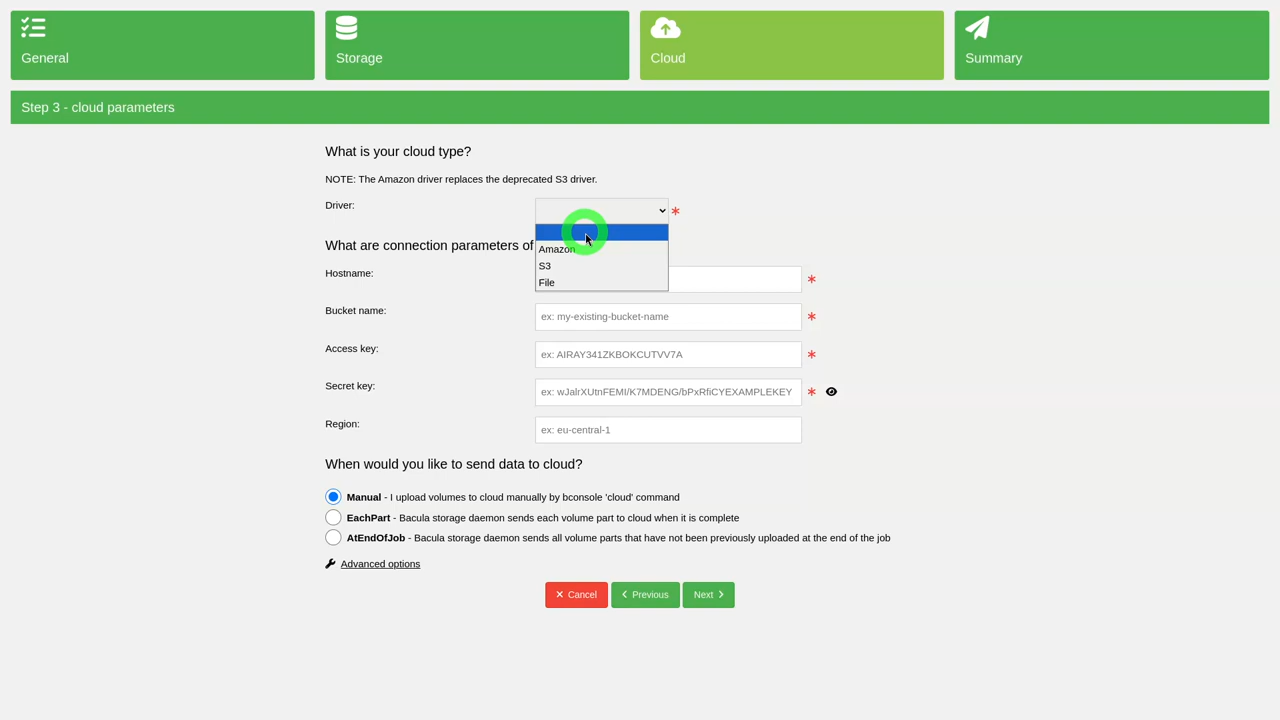 General
Storage
Cloud
Summary
Step 3 - cloud parameters
What is your cloud type?
NOTE: The Amazon driver replaces the deprecated S3 driver.
Driver:
Amazon
S3
File
What are connection parameters of
Hostname:
Bucket name:
ex: my-existing-bucket-name
Access key:
ex: AIRAY341ZKBOKCUTVV7A
Secret key:
ex: wJalrXUtnFEMI/K7MDENG/bPxRfiCYEXAMPLEKEY
Region:
ex: eu-central-1
When would you like to send data to cloud?
Manual - I upload volumes to cloud manually by bconsole 'cloud' command
EachPart - Bacula storage daemon sends each volume part to cloud when it is complete
AtEndOfJob - Bacula storage daemon sends all volume parts that have not been previously uploaded at the end of the job
Advanced options
Cancel
Previous
Next